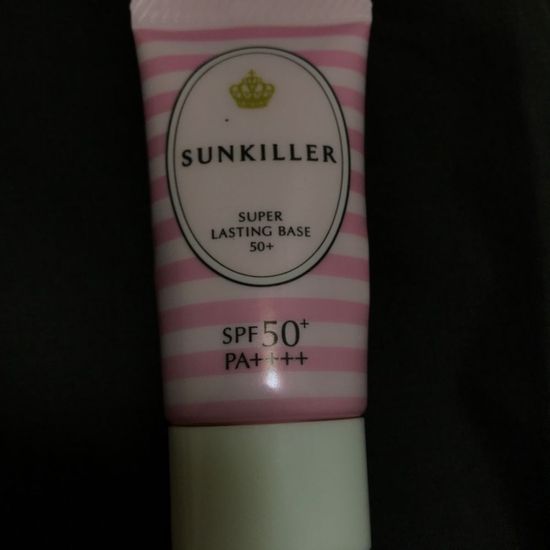 SUNKILLER
SUPER
LASTING BASE
50+
SPF50+
PA++++